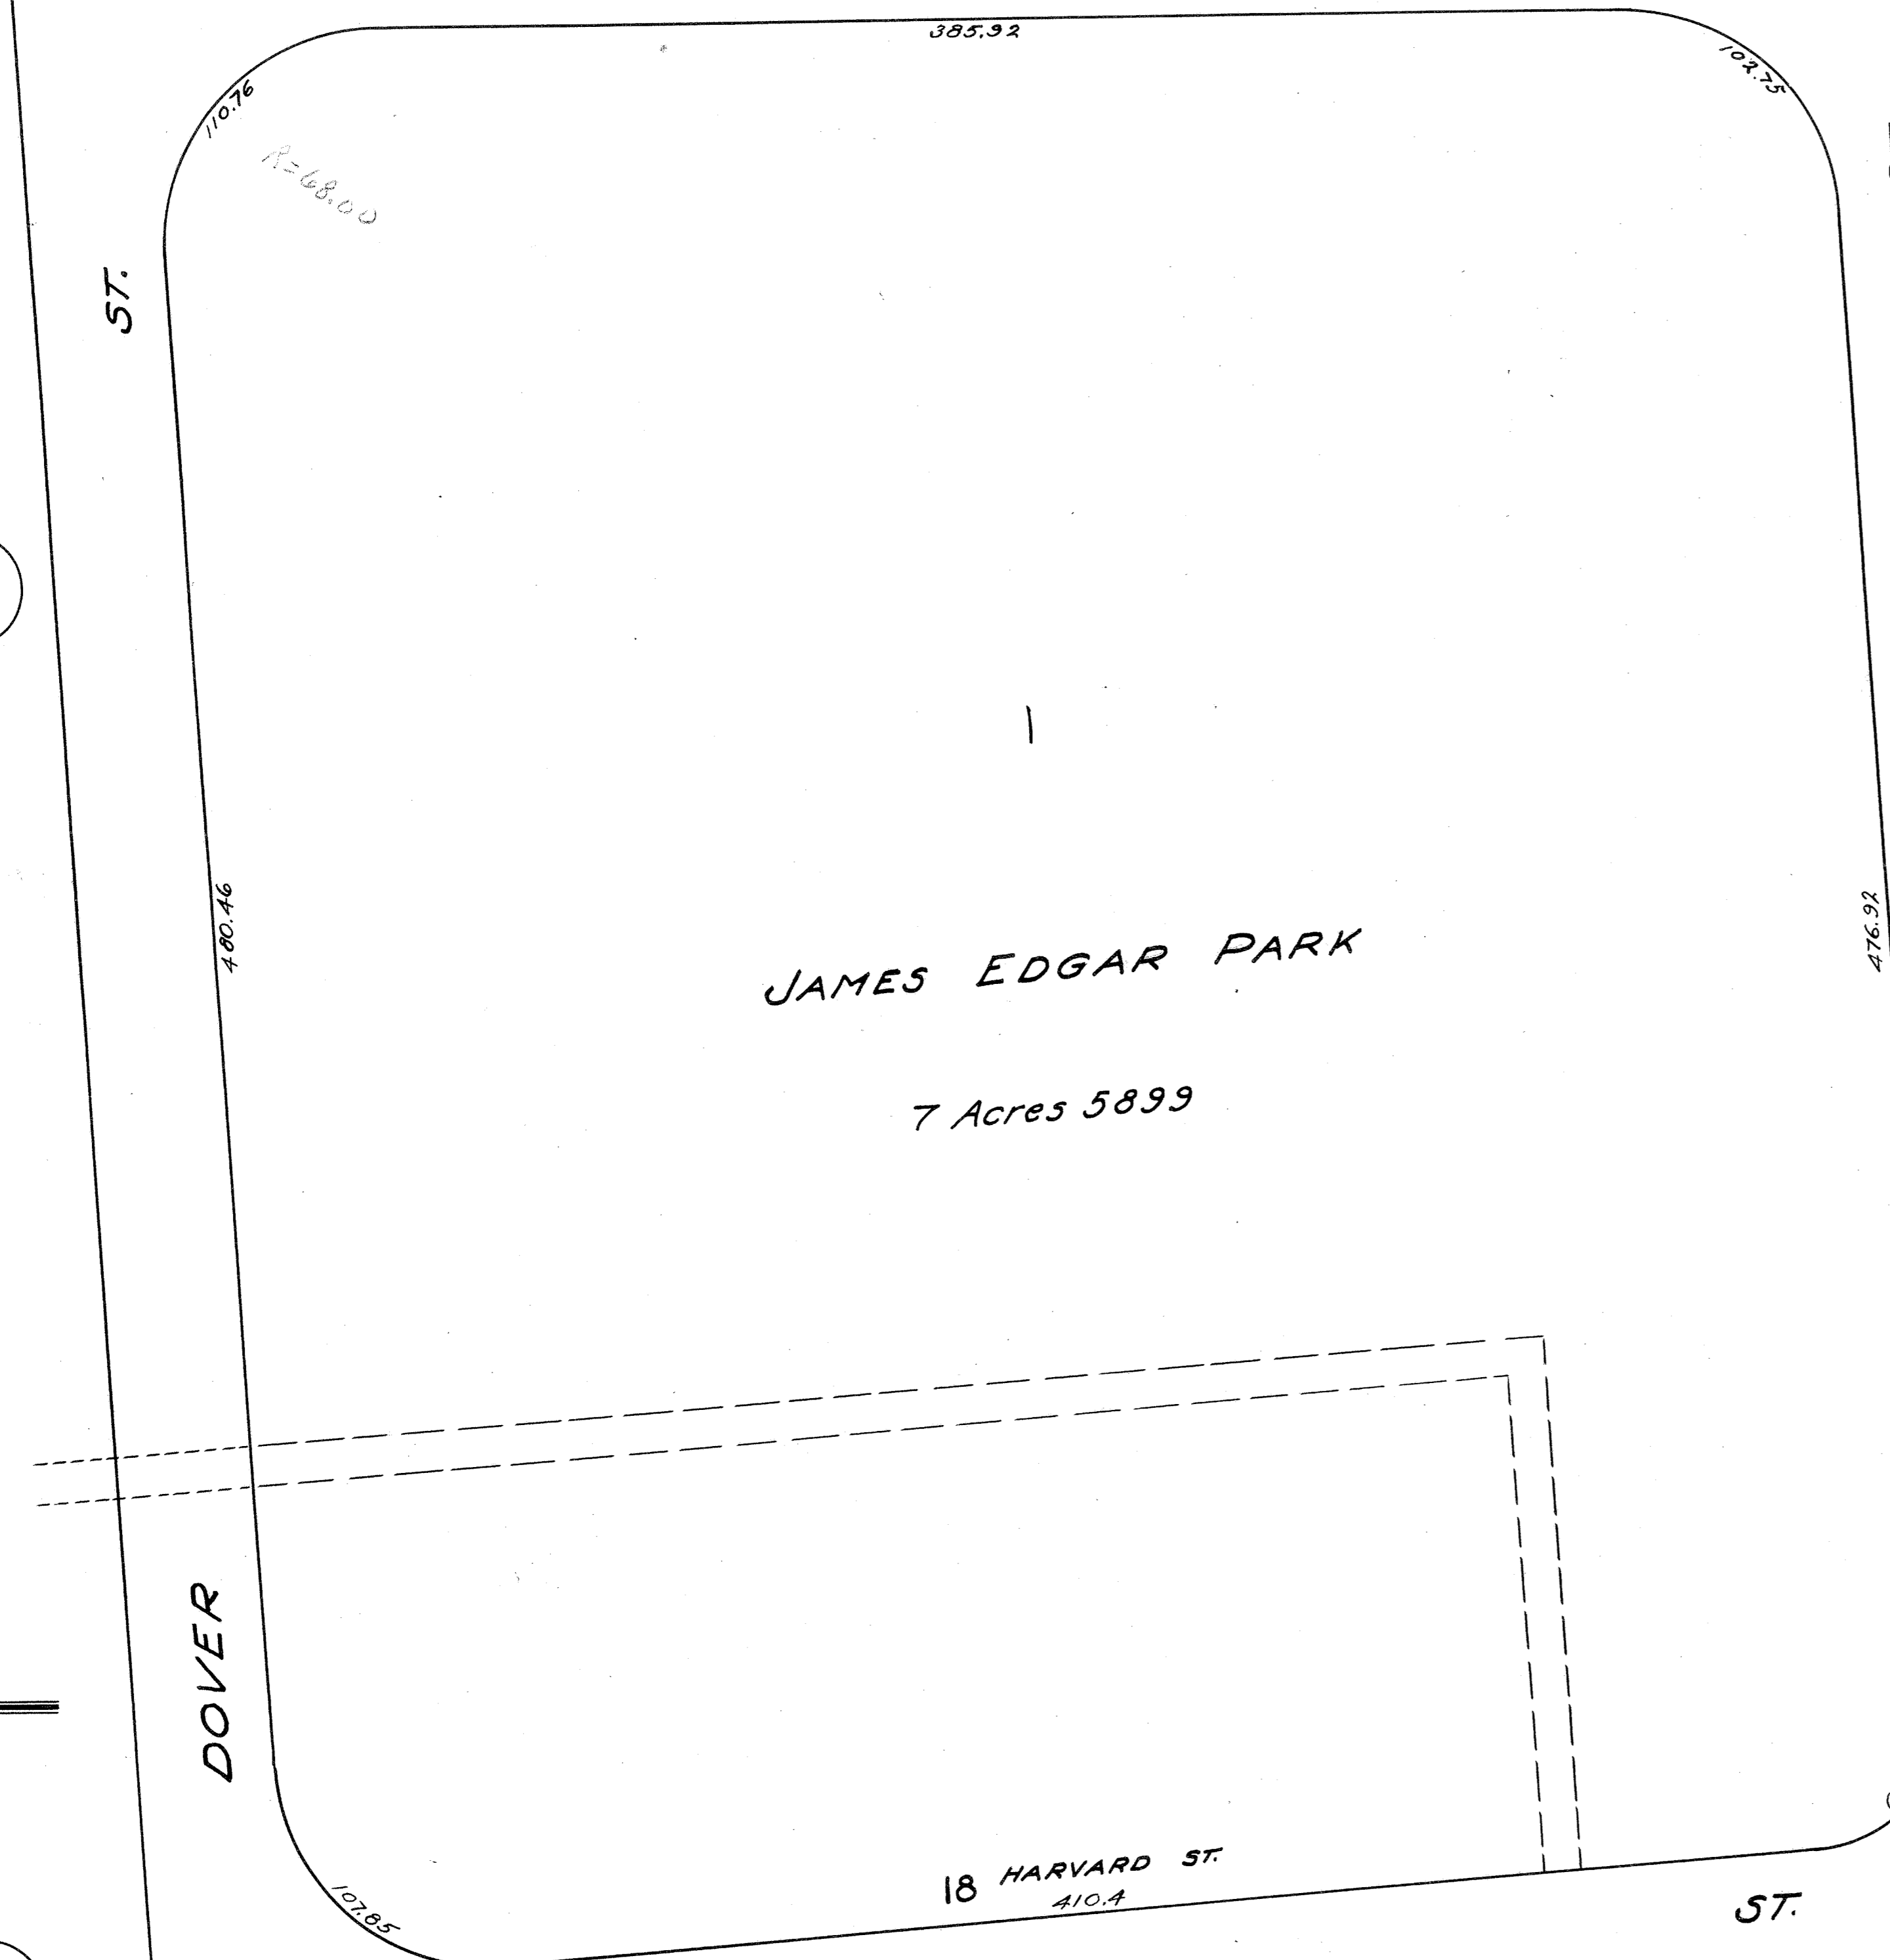 385.92
102.75
110.76
R=68.00
ST.
1
480.46
476.92
JAMES EDGAR PARK
7 Acres 5899
DOVER
18 HARVARD ST.
410.4
107.85
ST.